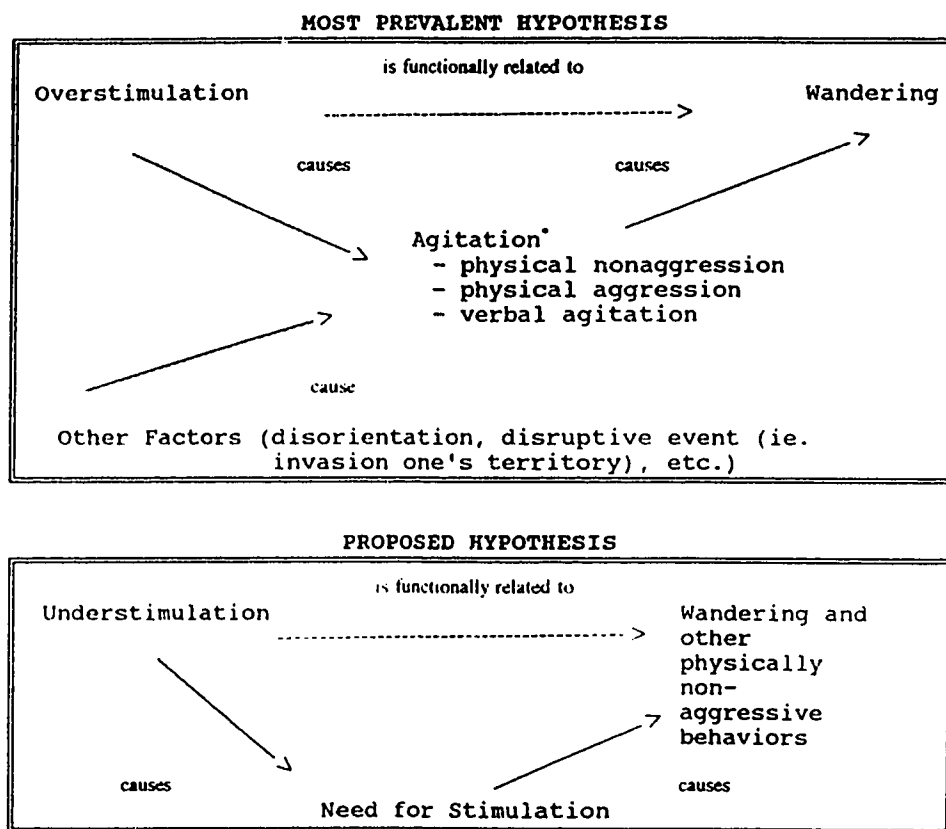 MOST PREVALENT HYPOTHESIS
is functionally related to
Overstimulation
Wandering
causes
causes
Agitation*
- physical nonaggression
- physical aggression
- verbal agitation
cause
Other Factors (disorientation, disruptive event (ie.
invasion one's territory), etc.)
PROPOSED HYPOTHESIS
is functionally related to
Understimulation
Wandering and
other
physically
non-
aggressive
behaviors
causes
causes
Need for Stimulation